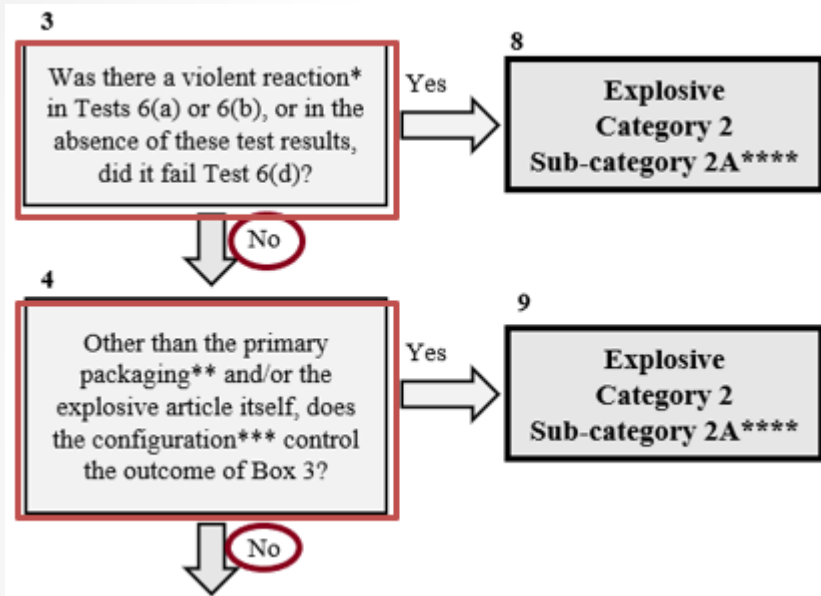 3
Was there a violent reaction*
in Tests 6(a) or 6(b), or in the
absence of these test results,
did it fail Test 6(d)?
Yes
8
Explosive
Category 2
Sub-category 2A****
No
4
Other than the primary
packaging** and/or the
explosive article itself, does
the configuration*** control
the outcome of Box 3?
Yes
9
Explosive
Category 2
Sub-category 2A****
No